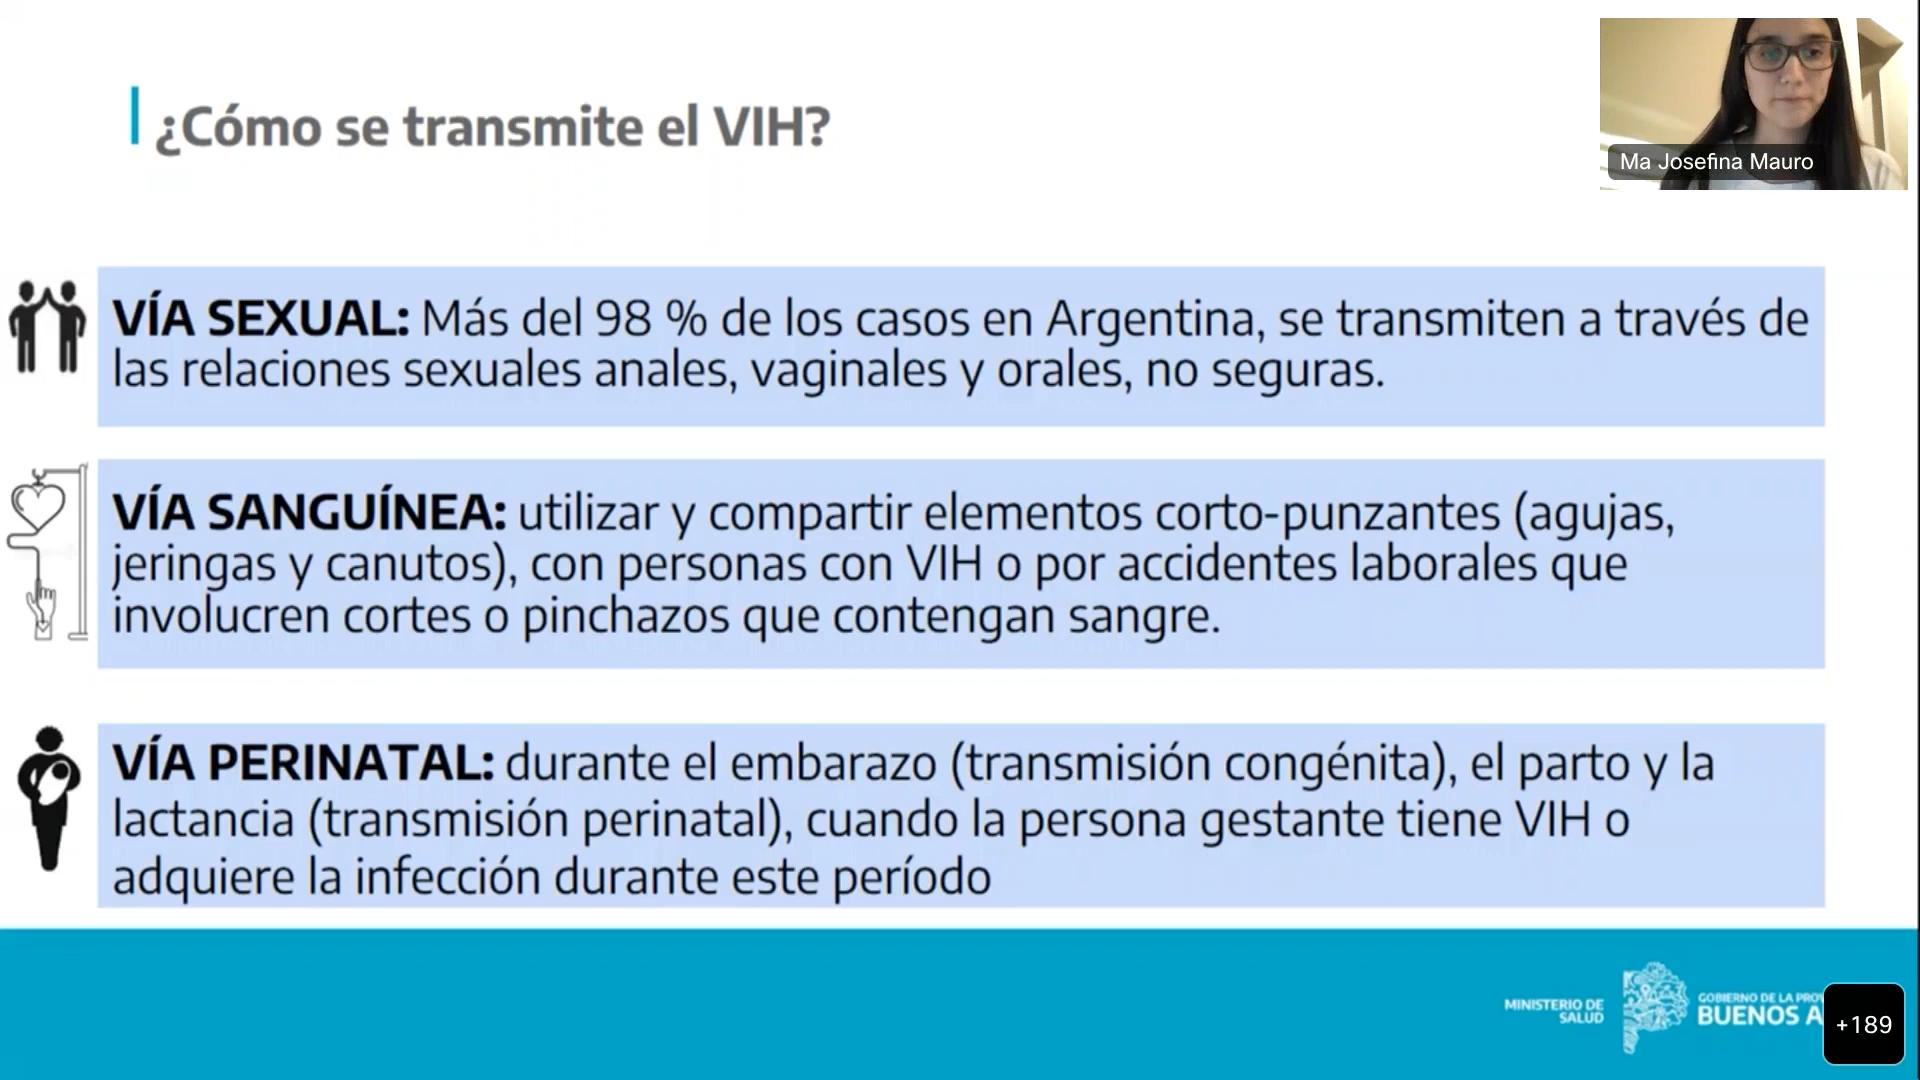 ¿Cómo se transmite el VIH?
Ma Josefina Mauro
VÍA SEXUAL: Más del 98 % de los casos en Argentina, se transmiten a través de
las relaciones sexuales anales, vaginales y orales, no seguras.
VÍA SANGUÍNEA: utilizar y compartir elementos corto-punzantes (agujas,
jeringas y canutos), con personas con VIH o por accidentes laborales que
involucren cortes o pinchazos que contengan sangre.
VÍA PERINATAL: durante el embarazo (transmisión congénita), el parto y la
lactancia (transmisión perinatal), cuando la persona gestante tiene VIH o
adquiere la infección durante este período
MINISTERIO DE
SALUD
GOBIERNO DE LA
BUENOS
+189